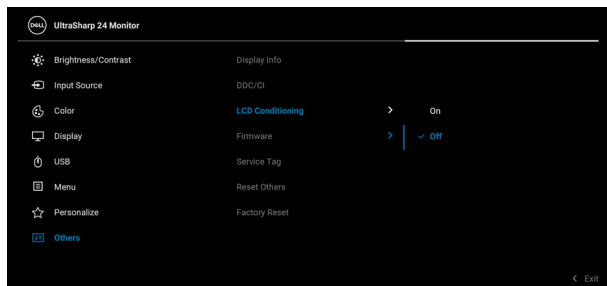 DELL UltraSharp 24 Monitor
Brightness/Contrast Display Info
Input Source DDC/CI
Color LCD Conditioning > On
Display Firmware > ✓ Off
USB Service Tag
Menu Reset Others
Personalize Factory Reset
Others
< Exit